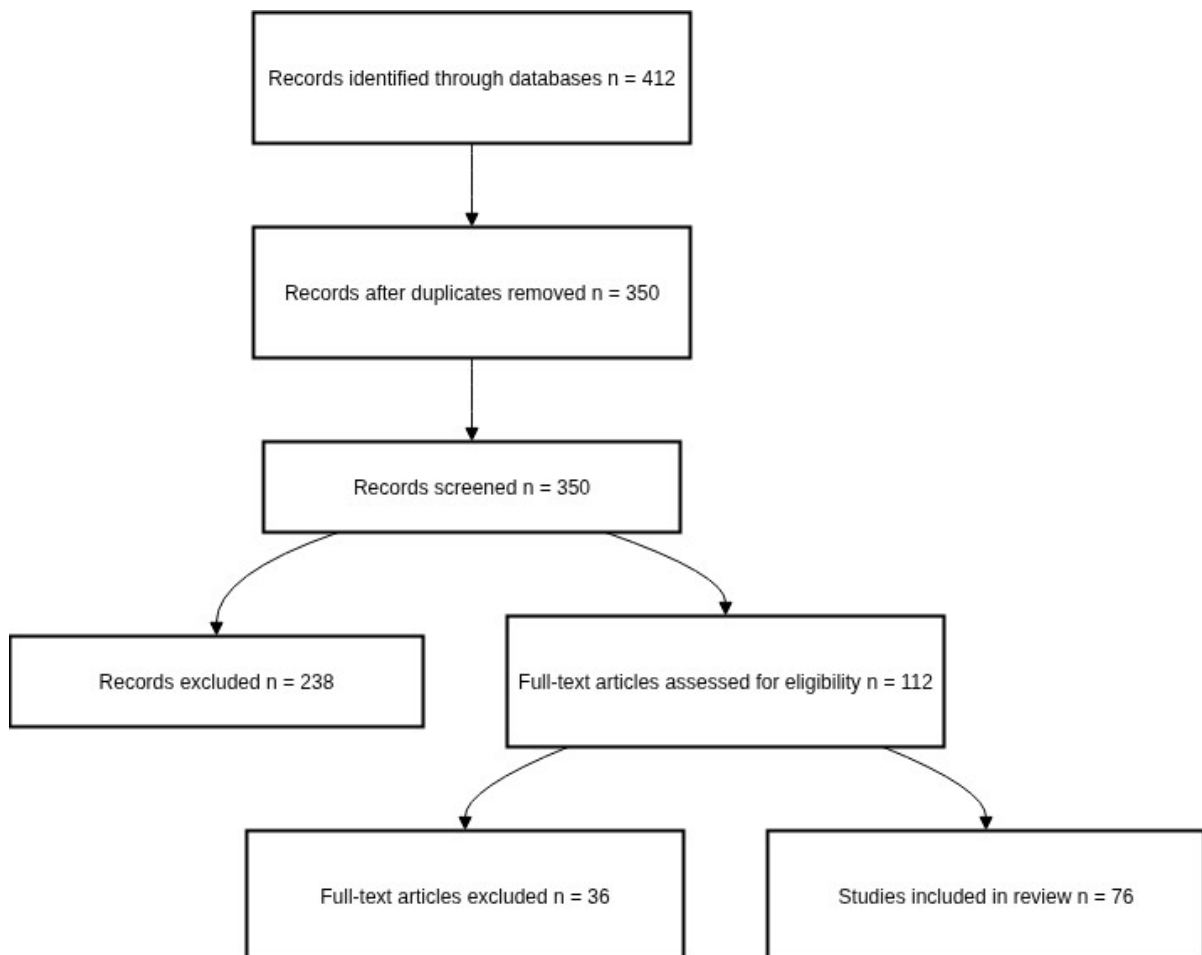 Records identified through databases n = 412
Records after duplicates removed n = 350
Records screened n = 350
Records excluded n = 238
Full-text articles assessed for eligibility n = 112
Full-text articles excluded n = 36
Studies included in review n = 76